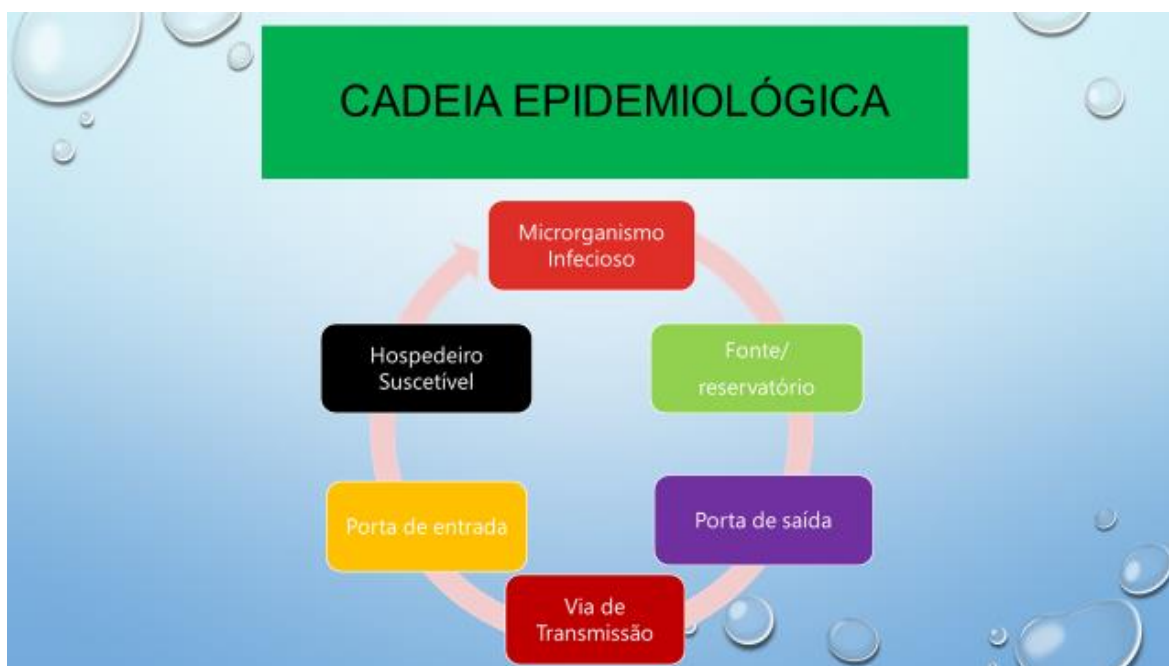 CADEIA EPIDEMIOLÓGICA
Microrganismo
Infecioso
Fonte/
reservatório
Porta de saída
Via de
Transmissão
Porta de entrada
Hospedeiro
Suscetível